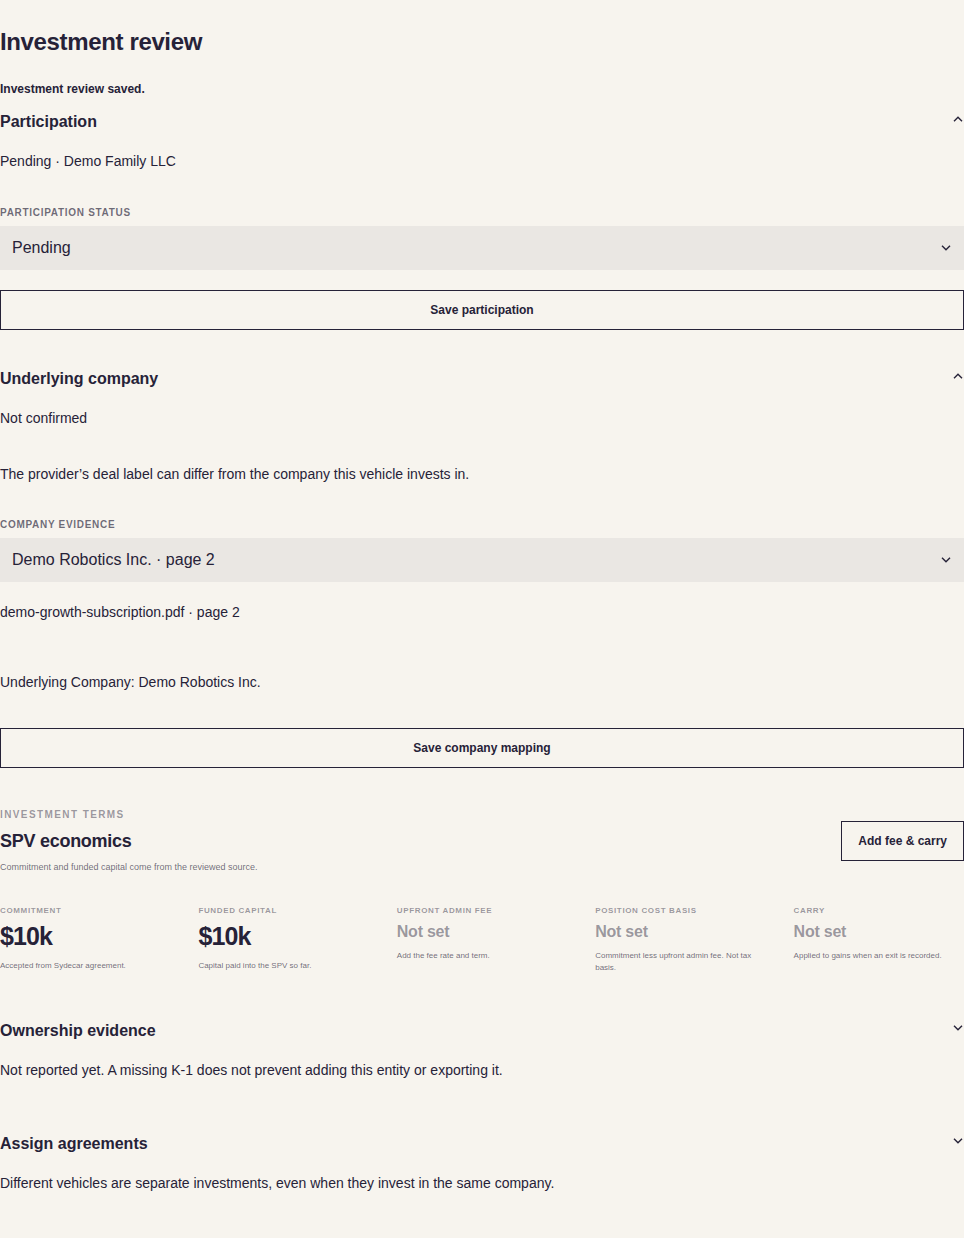 Investment review
Investment review saved.
Participation
Pending · Demo Family LLC
PARTICIPATION STATUS
Pending
Save participation
Underlying company
Not confirmed
The provider’s deal label can differ from the company this vehicle invests in.
COMPANY EVIDENCE
Demo Robotics Inc. · page 2
demo-growth-subscription.pdf · page 2
Underlying Company: Demo Robotics Inc.
Save company mapping
INVESTMENT TERMS
SPV economics
Add fee & carry
Commitment and funded capital come from the reviewed source.
COMMITMENT
$10k
Accepted from Sydecar agreement.
FUNDED CAPITAL
$10k
Capital paid into the SPV so far.
UPFRONT ADMIN FEE
Not set
Add the fee rate and term.
POSITION COST BASIS
Not set
Commitment less upfront admin fee. Not tax
basis.
CARRY
Not set
Applied to gains when an exit is recorded.
Ownership evidence
Not reported yet. A missing K-1 does not prevent adding this entity or exporting it.
Assign agreements
Different vehicles are separate investments, even when they invest in the same company.